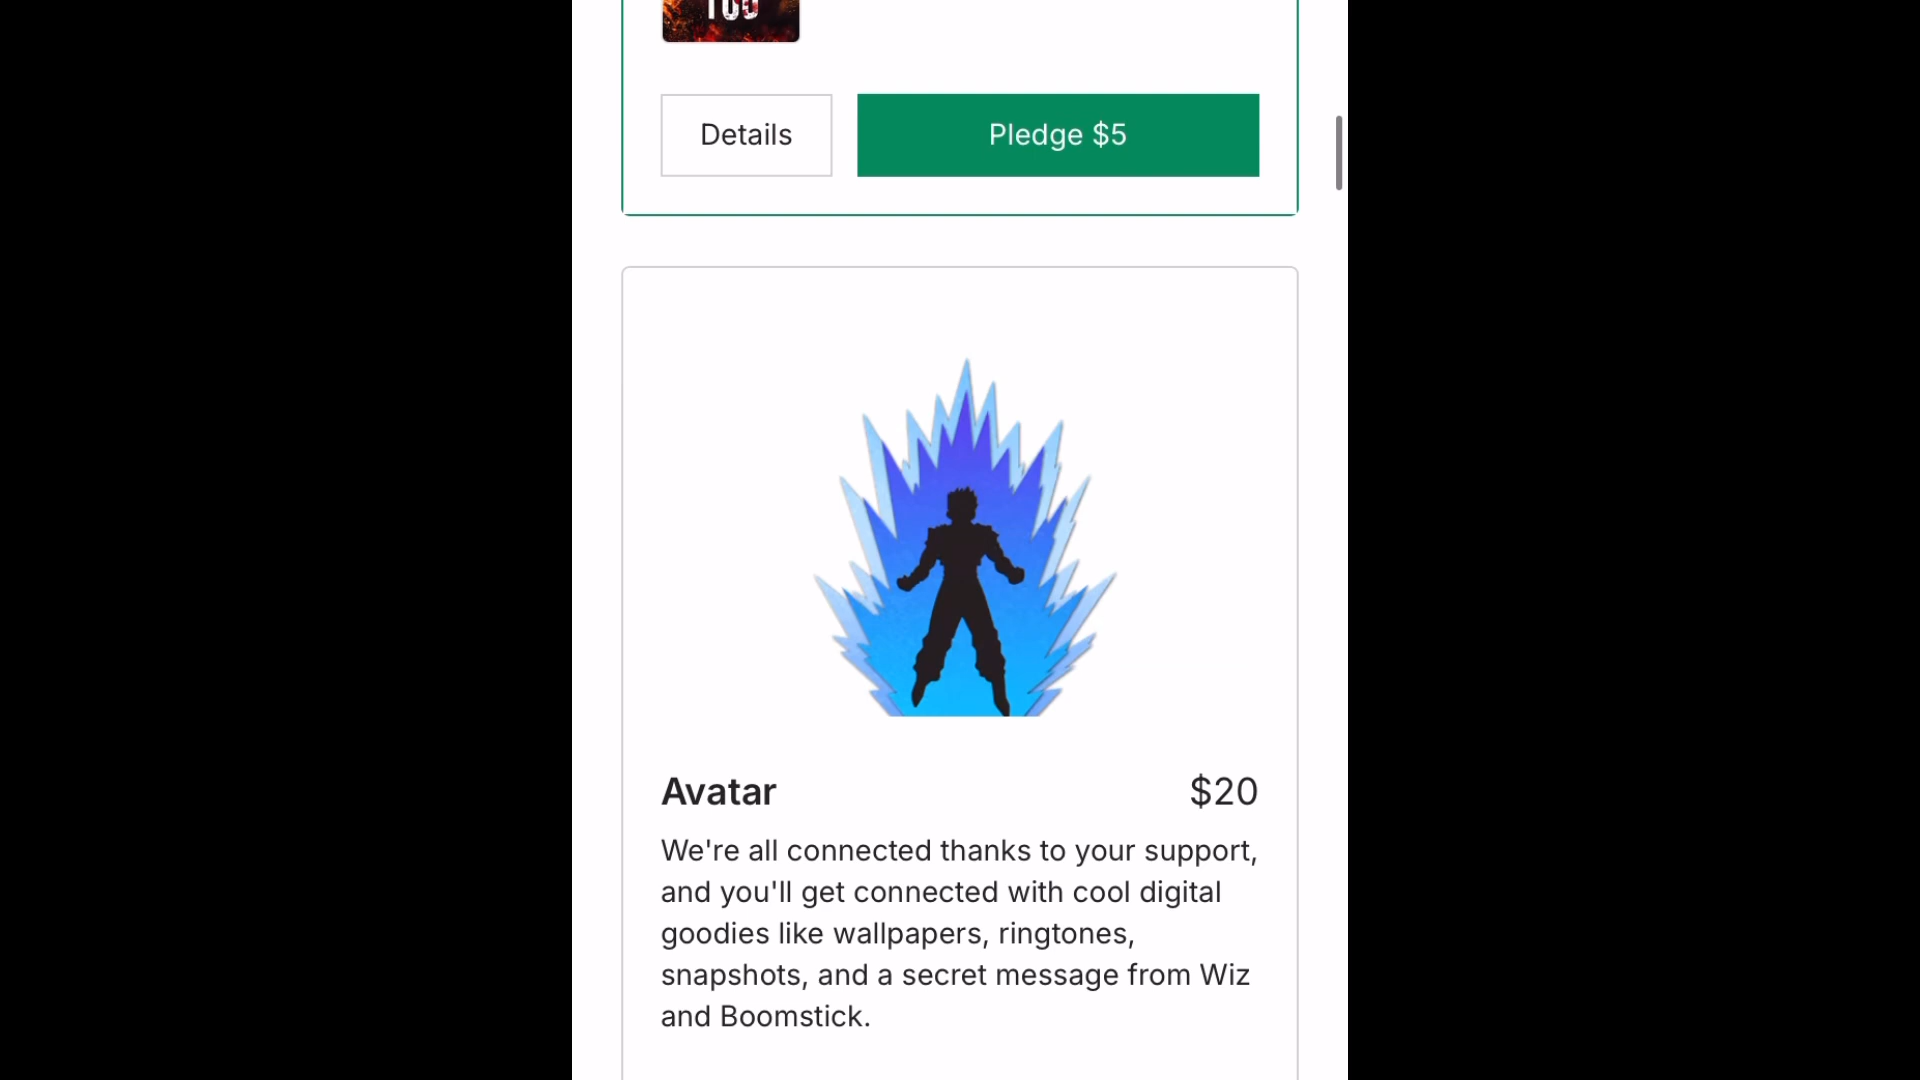 Details
Pledge $5
Avatar
$20
We're all connected thanks to your support,
and you'll get connected with cool digital
goodies like wallpapers, ringtones,
snapshots, and a secret message from Wiz
and Boomstick.